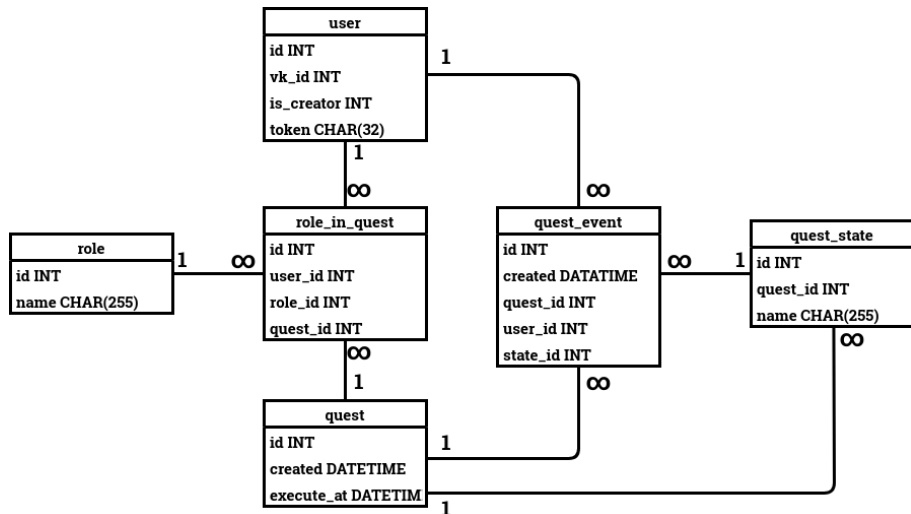 user
id INT
vk_id INT
is_creator INT
token CHAR(32)
1
1
∞
∞
role_in_quest
id INT
user_id INT
role_id INT
quest_id INT
quest_event
id INT
created DATATIME
quest_id INT
user_id INT
state_id INT
quest_state
id INT
quest_id INT
name CHAR(255)
role
id INT
name CHAR(255)
1
∞
∞
1
∞
1
∞
∞
quest
id INT
created DATETIME
execute_at DATETIM
1
1